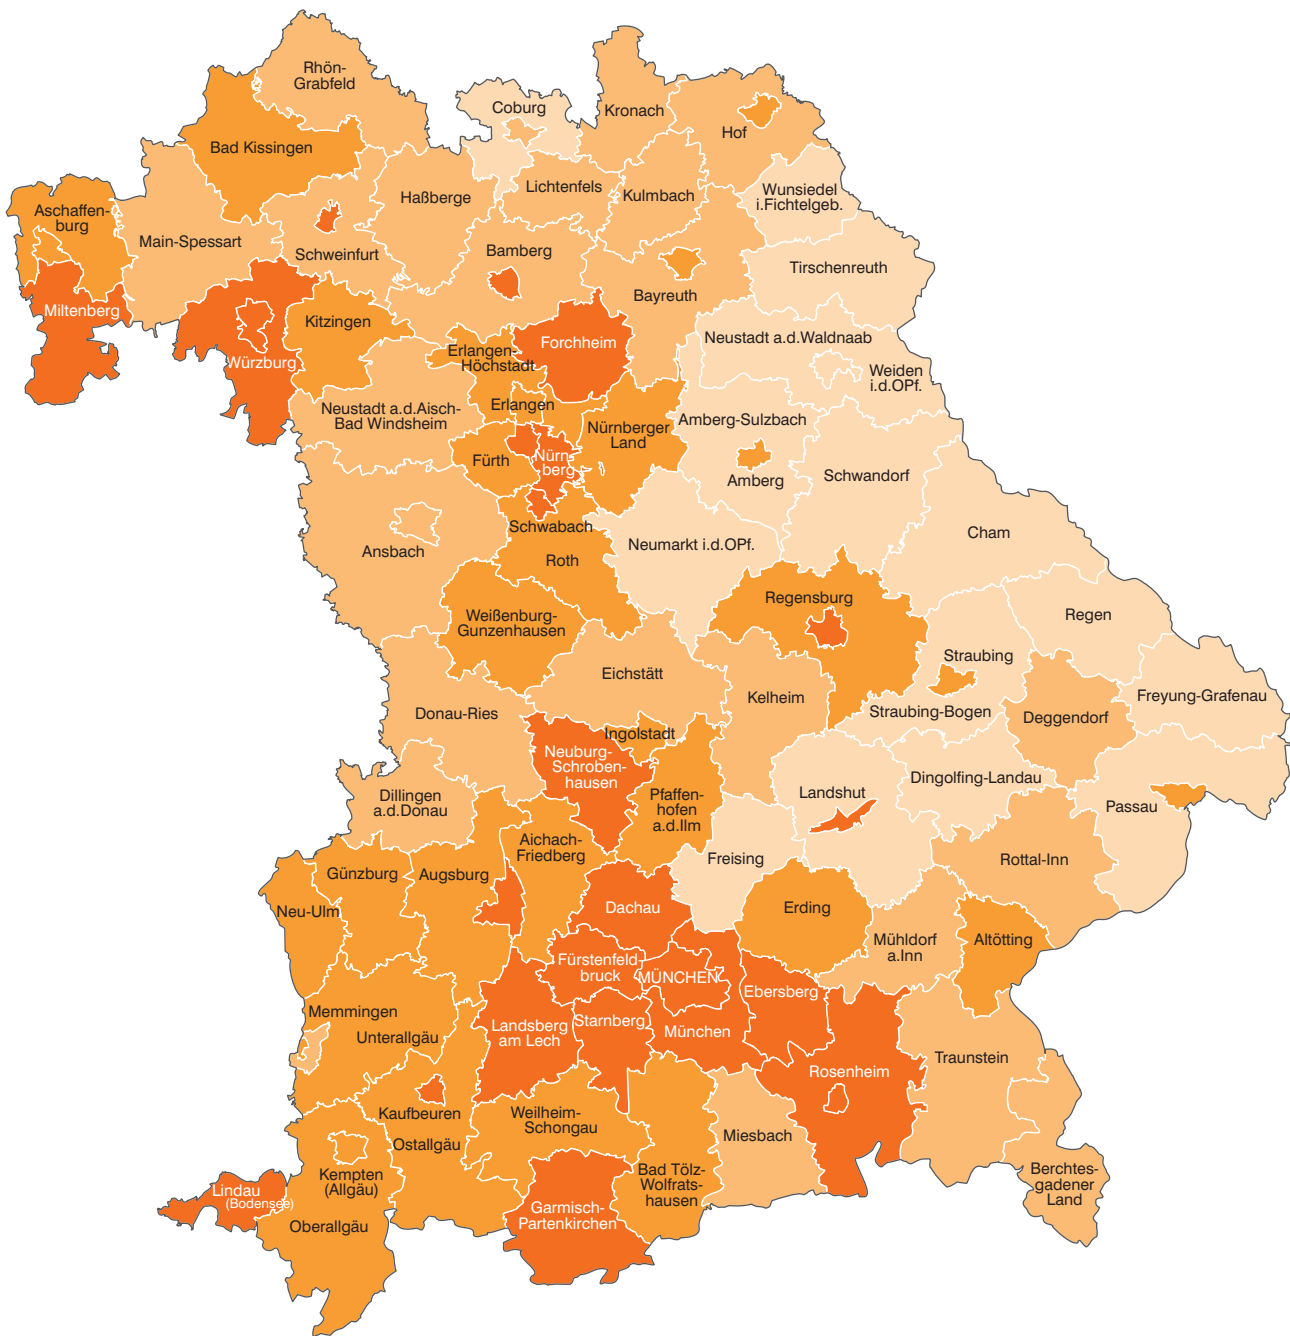 Rhön-
Grabfeld
Coburg
Kronach
Hof
Bad Kissingen
Lichtenfels
Kulmbach
Haßberge
Wunsiedel
i.Fichtelgeb.
Aschaffen-
burg
Main-Spessart
Schweinfurt
Bamberg
Tirschenreuth
Bayreuth
Miltenberg
Kitzingen
Forchheim
Neustadt a.d.Waldnaab
Würzburg
Erlangen-
Höchstadt
Weiden
i.d.OPf.
Erlangen
Neustadt a.d.Aisch-
Bad Windsheim
Nürnberger
Land
Amberg-Sulzbach
Fürth
Nürn-
berg
Amberg
Schwandorf
Schwabach
Ansbach
Roth
Neumarkt i.d.OPf.
Cham
Regensburg
Weißenburg-
Gunzenhausen
Regen
Eichstätt
Straubing
Kelheim
Freyung-Grafenau
Donau-Ries
Straubing-Bogen
Deggendorf
Ingolstadt
Neuburg-
Schroben-
hausen
Dingolfing-Landau
Dillingen
a.d.Donau
Pfaffen-
hofen
a.d.Ilm
Landshut
Passau
Aichach-
Friedberg
Freising
Rottal-Inn
Günzburg
Augsburg
Neu-Ulm
Dachau
Erding
Mühldorf
a.Inn
Altötting
Fürstenfeld-
bruck
MÜNCHEN
Ebersberg
Memmingen
Unterallgäu
Landsberg
am Lech
Starnberg
München
Traunstein
Rosenheim
Kaufbeuren
Ostallgäu
Weilheim-
Schongau
Miesbach
Kempten
(Allgäu)
Bad Tölz-
Wolfrats-
hausen
Berchtes-
gadener
Land
Lindau
(Bodensee)
Oberallgäu
Garmisch-
Partenkirchen